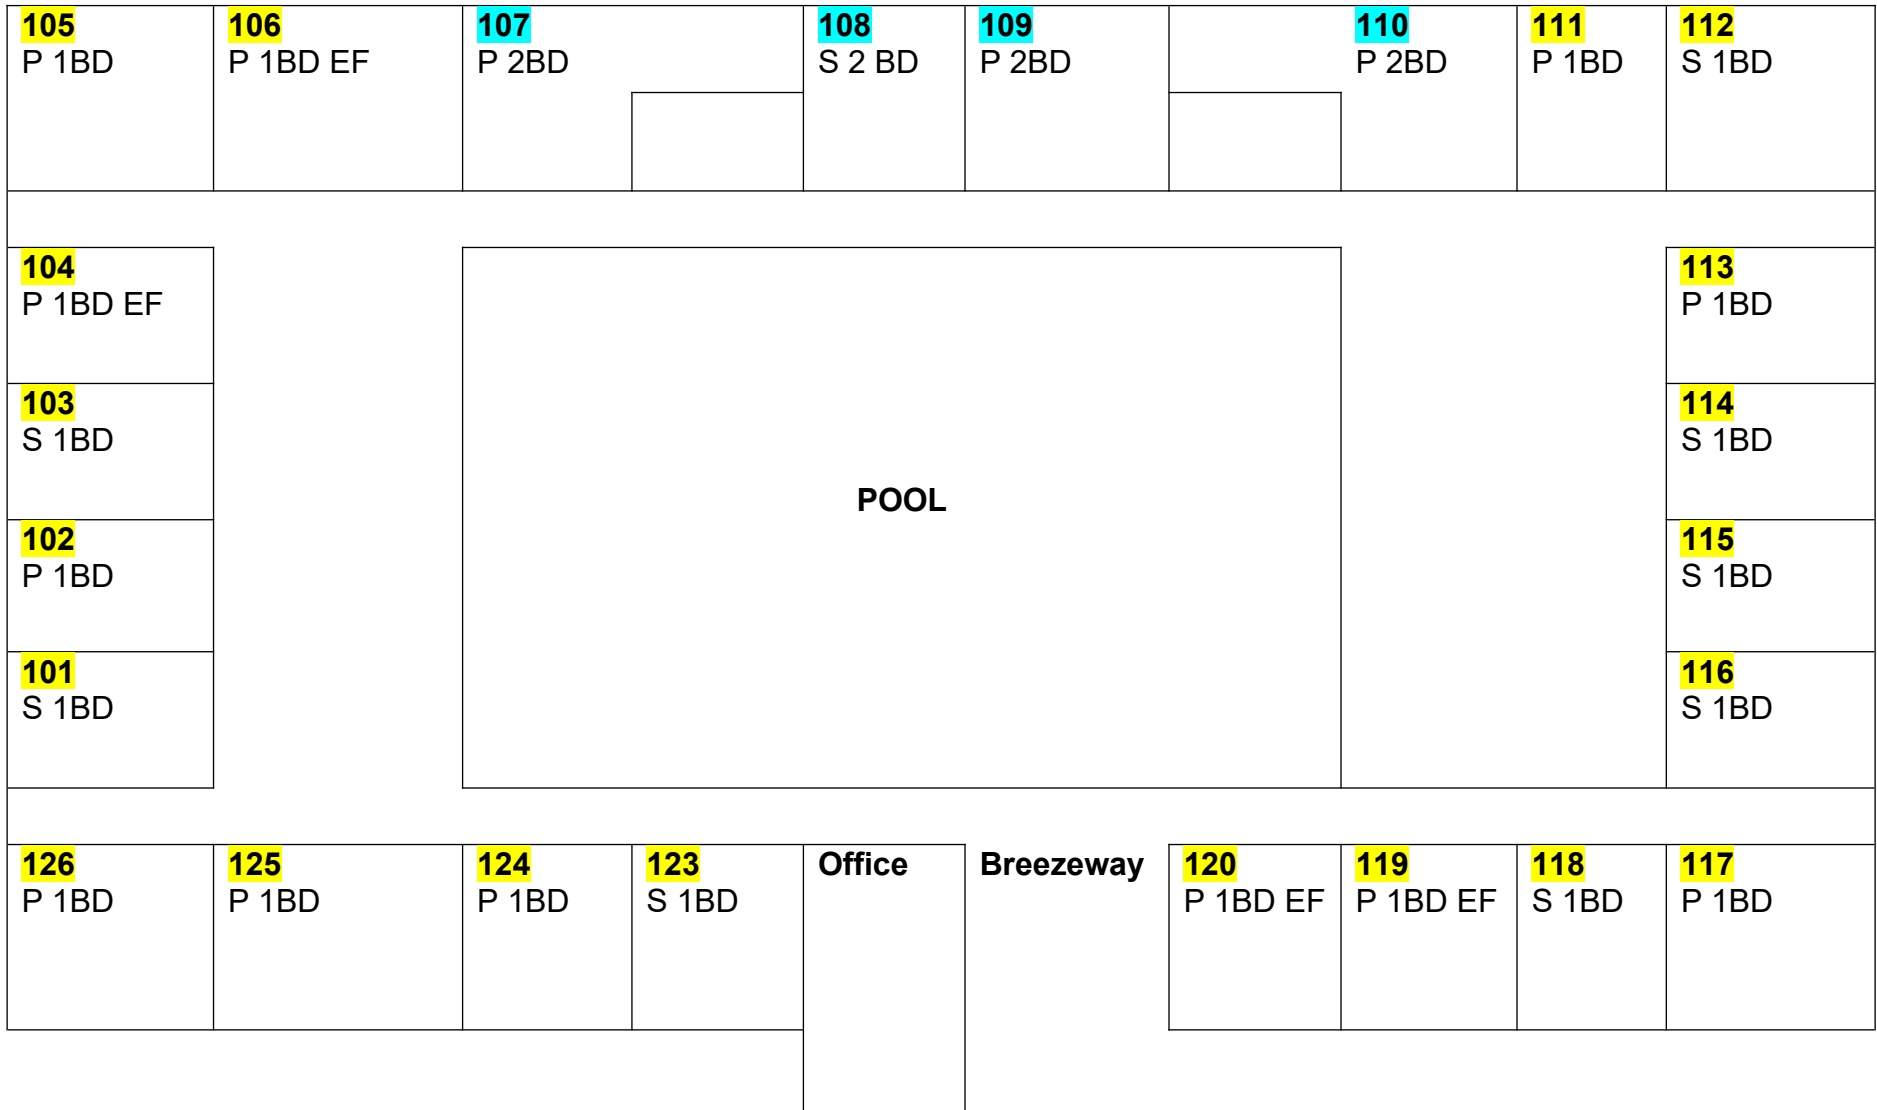 105
P 1BD
106
P 1BD EF
107
P 2BD
108
S 2 BD
109
P 2BD
110
P 2BD
111
P 1BD
112
S 1BD
104
P 1BD EF
113
P 1BD
103
S 1BD
114
S 1BD
POOL
102
P 1BD
115
S 1BD
101
S 1BD
116
S 1BD
126
P 1BD
125
P 1BD
124
P 1BD
123
S 1BD
Office
Breezeway
120
P 1BD EF
119
P 1BD EF
118
S 1BD
117
P 1BD